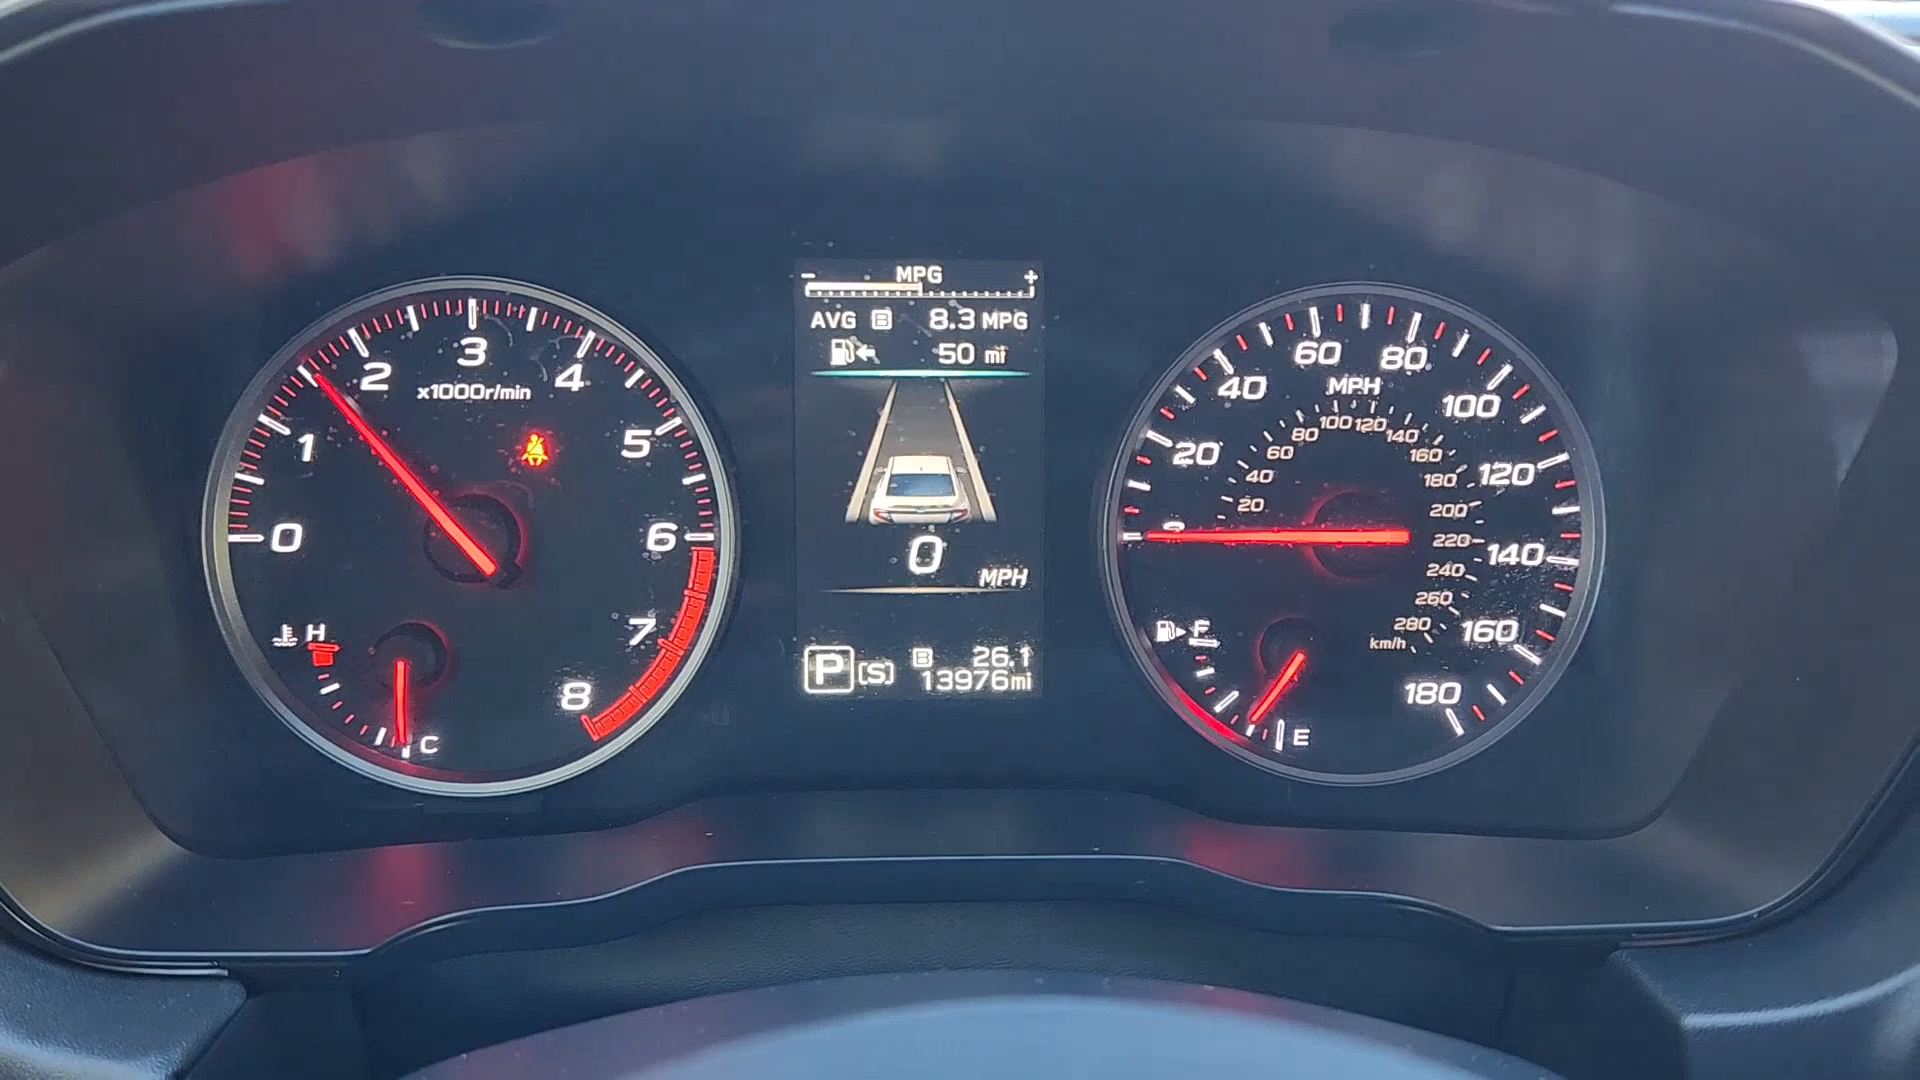 0
1
2
3
4
5
6
7
8
x1000r/min
H
C
- MPG +
AVG B 8.3 MPG
50 mi
0
MPH
P [S]
B 26.1
13976mi
20
40
60
80
100
120
140
160
180
MPH
20
40
60
80
100
120
140
160
180
200
220
240
260
280
km/h
F
E